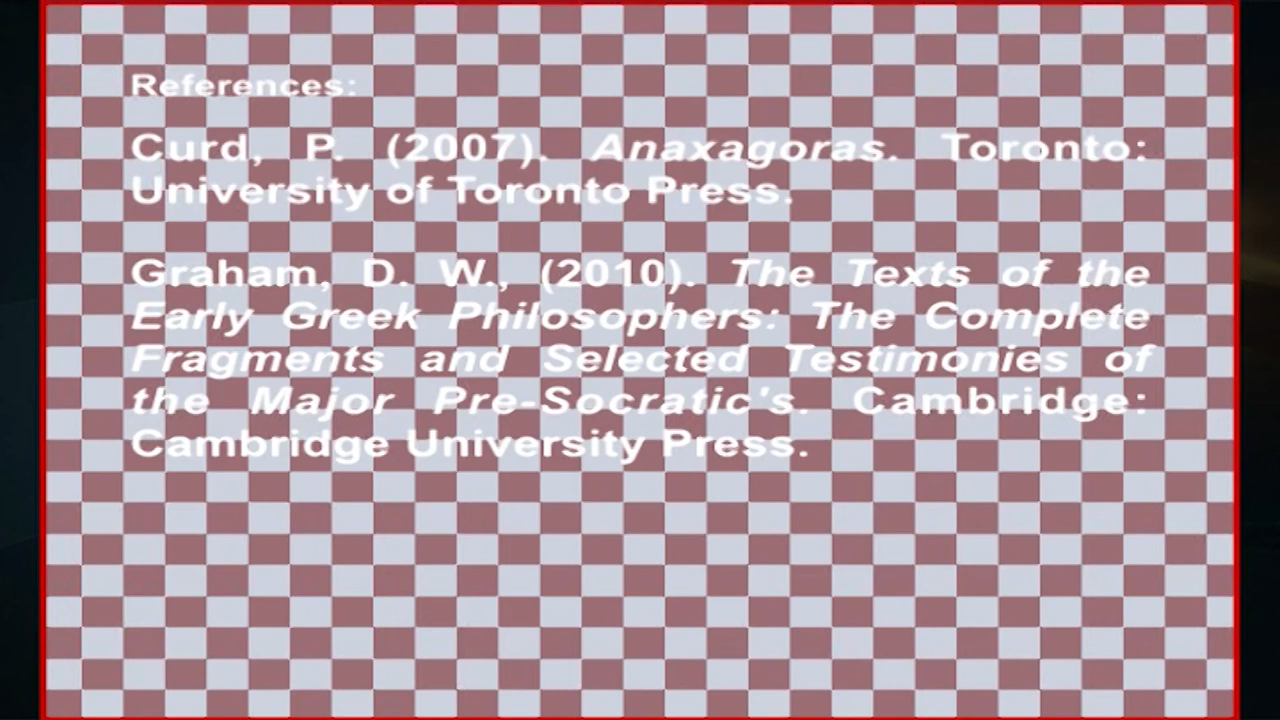 References:
Curd, P. (2007). Anaxagoras. Toronto:
University of Toronto Press.
Graham, D. W., (2010). The Texts of the
Early Greek Philosophers: The Complete
Fragments and Selected Testimonies of
the Major Pre-Socratic's. Cambridge:
Cambridge University Press.